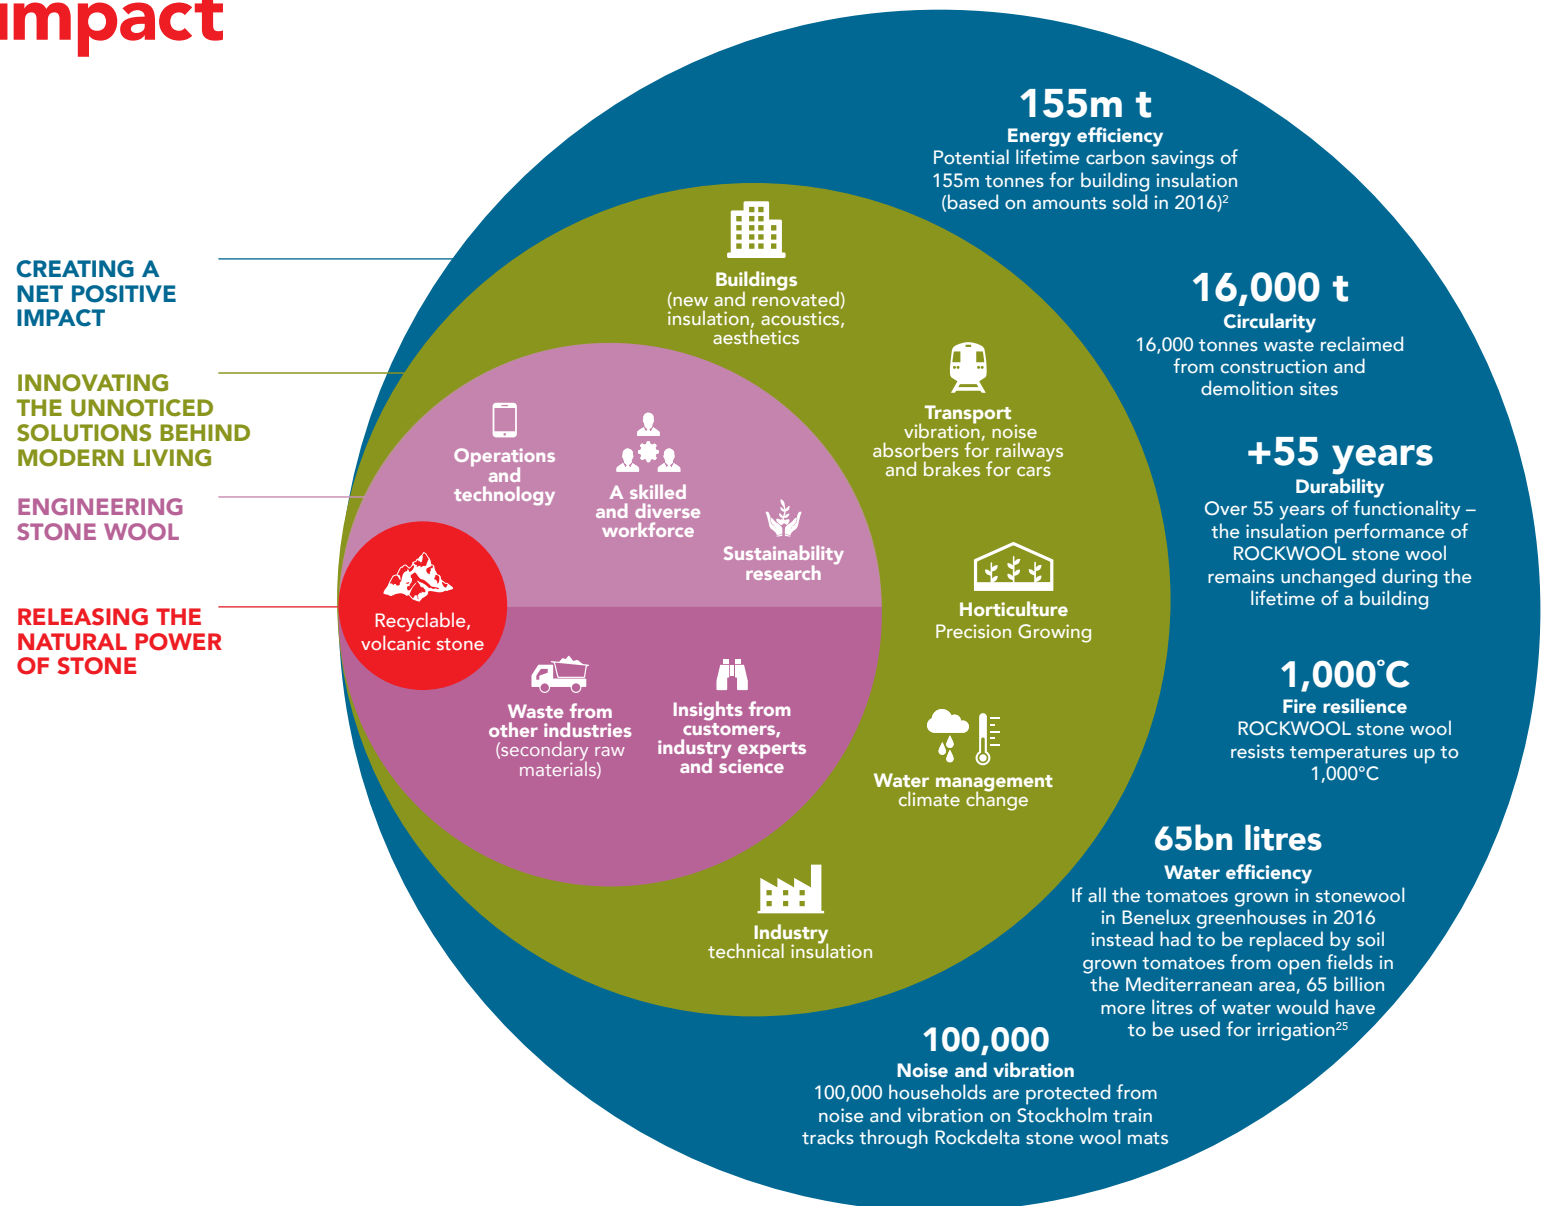 impact
CREATING A
NET POSITIVE
IMPACT
INNOVATING
THE UNNOTICED
SOLUTIONS BEHIND
MODERN LIVING
ENGINEERING
STONE WOOL
RELEASING THE
NATURAL POWER
OF STONE
Recyclable,
volcanic stone
Operations
and
technology
A skilled
and diverse
workforce
Sustainability
research
Waste from
other industries
(secondary raw
materials)
Insights from
customers,
industry experts
and science
Buildings
(new and renovated)
insulation, acoustics,
aesthetics
Transport
vibration, noise
absorbers for railways
and brakes for cars
Horticulture
Precision Growing
Water management
climate change
Industry
technical insulation
155m t
Energy efficiency
Potential lifetime carbon savings of
155m tonnes for building insulation
(based on amounts sold in 2016)²
16,000 t
Circularity
16,000 tonnes waste reclaimed
from construction and
demolition sites
+55 years
Durability
Over 55 years of functionality –
the insulation performance of
ROCKWOOL stone wool
remains unchanged during the
lifetime of a building
1,000°C
Fire resilience
ROCKWOOL stone wool
resists temperatures up to
1,000°C
65bn litres
Water efficiency
If all the tomatoes grown in stonewool
in Benelux greenhouses in 2016
instead had to be replaced by soil
grown tomatoes from open fields in
the Mediterranean area, 65 billion
more litres of water would have
to be used for irrigation²⁵
100,000
Noise and vibration
100,000 households are protected from
noise and vibration on Stockholm train
tracks through Rockdelta stone wool mats